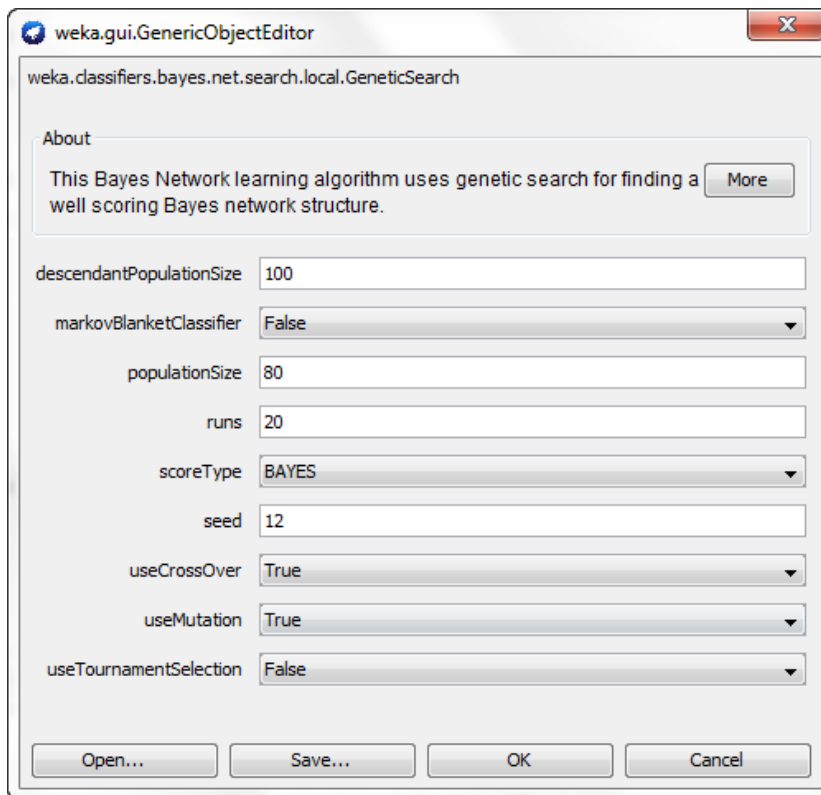 weka.gui.GenericObjectEditor
weka.classifiers.bayes.net.search.local.GeneticSearch
About
This Bayes Network learning algorithm uses genetic search for finding a
More
well scoring Bayes network structure.
descendantPopulationSize 100
markovBlanketClassifier False
populationSize 80
runs 20
scoreType BAYES
seed 12
useCrossOver True
useMutation True
useTournamentSelection False
Open... Save... OK Cancel